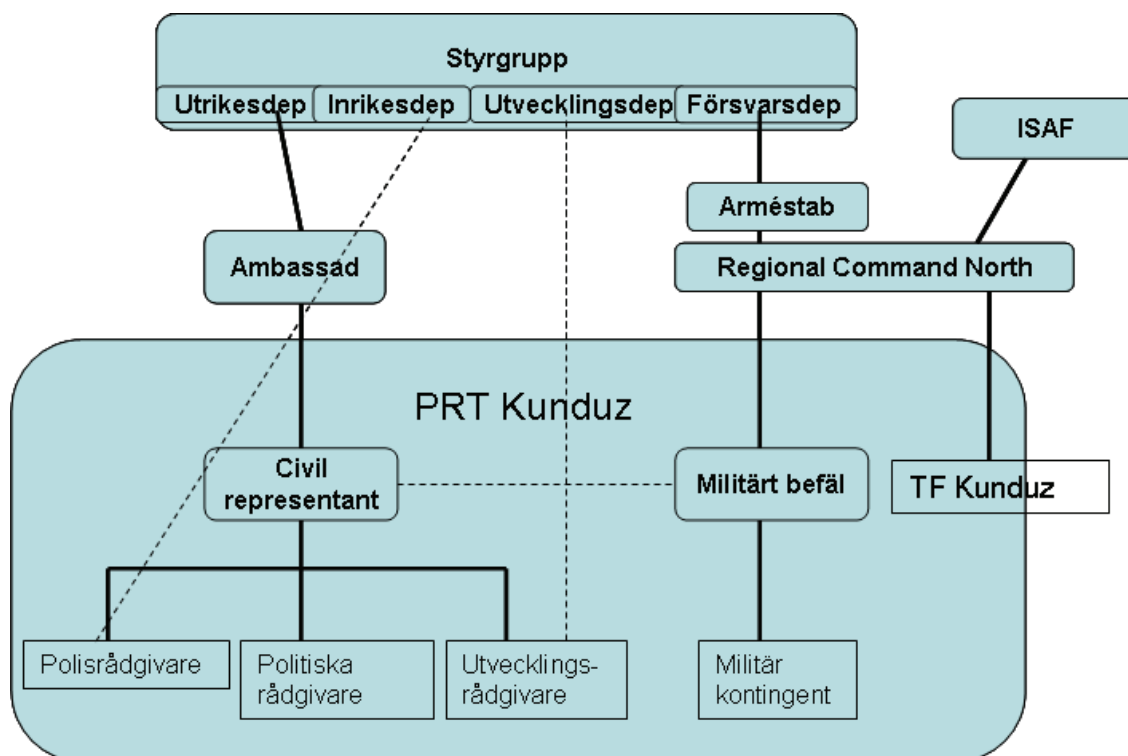 Styrgrupp
Utrikesdep Inrikesdep Utvecklingsdep Försvarsdep
ISAF
Arméstab
Ambassad
Regional Command North
PRT Kunduz
Civil
representant
Militärt befäl
TF Kunduz
Polisrådgivare
Politiska
rådgivare
Utvecklings-
rådgivare
Militär
kontingent